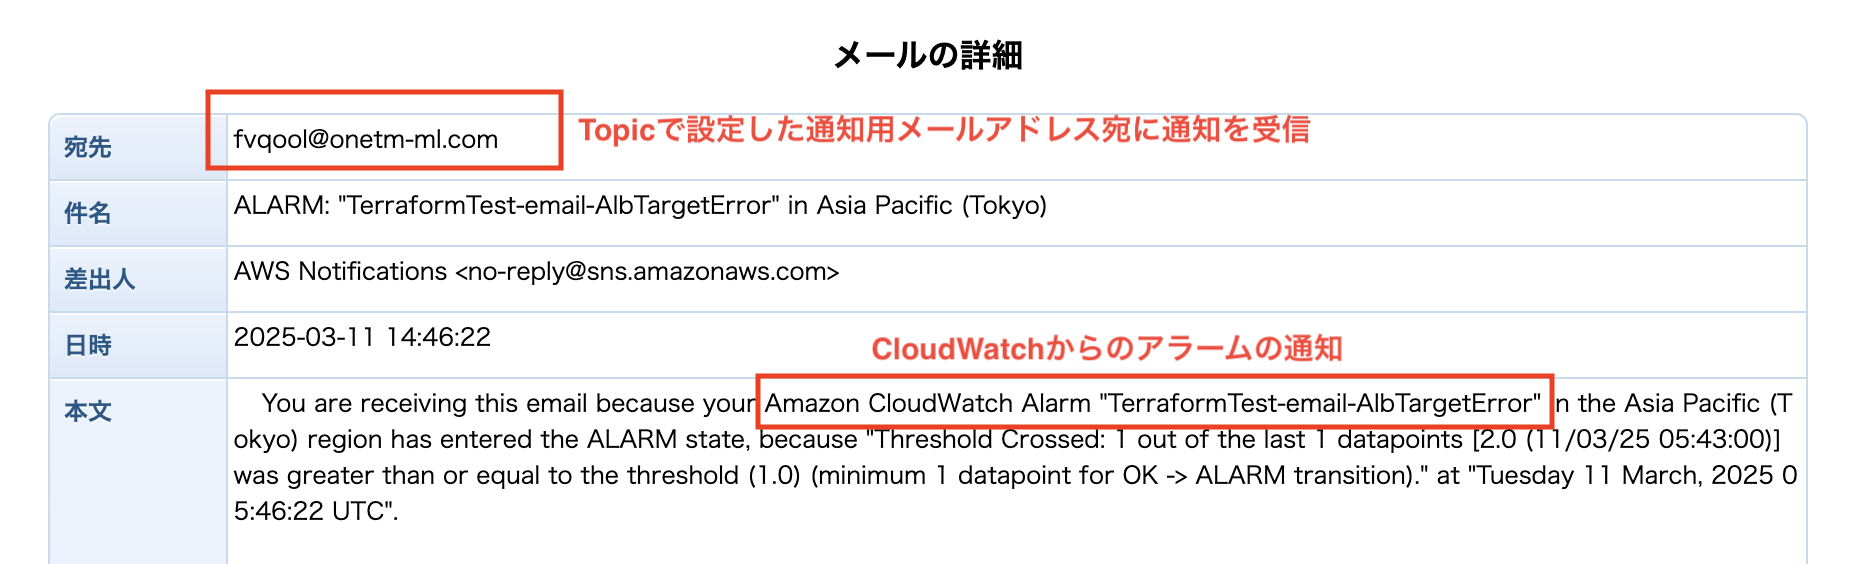 メールの詳細
宛先 fvqool@onetm-ml.com Topicで設定した通知用メールアドレス宛に通知を受信
件名 ALARM: "TerraformTest-email-AlbTargetError" in Asia Pacific (Tokyo)
差出人 AWS Notifications <no-reply@sns.amazonaws.com>
日時 2025-03-11 14:46:22
CloudWatchからのアラームの通知
本文 You are receiving this email because your Amazon CloudWatch Alarm "TerraformTest-email-AlbTargetError" in the Asia Pacific (T
okyo) region has entered the ALARM state, because "Threshold Crossed: 1 out of the last 1 datapoints [2.0 (11/03/25 05:43:00)]
was greater than or equal to the threshold (1.0) (minimum 1 datapoint for OK -> ALARM transition)." at "Tuesday 11 March, 2025 0
5:46:22 UTC".